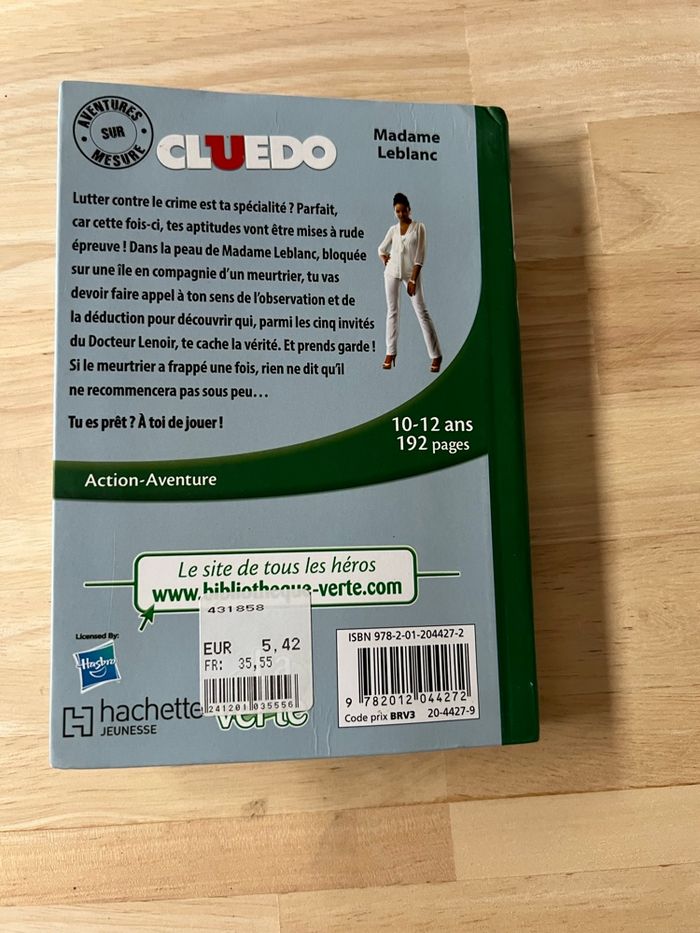 AVENTURES
SUR
MESURE
CLUEDO
Madame
Leblanc
Lutter contre le crime est ta spécialité ? Parfait,
car cette fois-ci, tes aptitudes vont être mises à rude
épreuve ! Dans la peau de Madame Leblanc, bloquée
sur une île en compagnie d'un meurtrier, tu vas
devoir faire appel à ton sens de l'observation et de
la déduction pour découvrir qui, parmi les cinq invités
du Docteur Lenoir, te cache la vérité. Et prends garde !
Si le meurtrier a frappé une fois, rien ne dit qu'il
ne recommencera pas sous peu…
Tu es prêt ? À toi de jouer !
10-12 ans
192 pages
Action-Aventure
Le site de tous les héros
www.bibliotheque-verte.com
431858
EUR 5,42
FR: 35,55
241201 035556
Licensed By:
Hasbro
hachette
JEUNESSE
verte
ISBN 978-2-01-204427-2
9 782012 044272
Code prix BRV3 20-4427-9